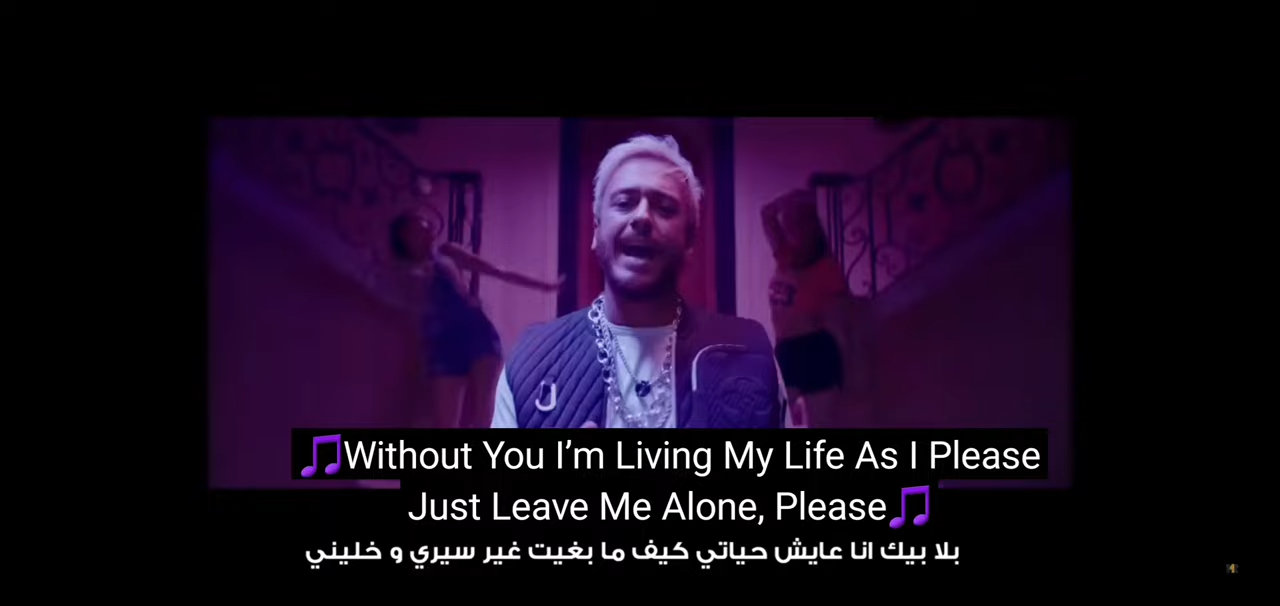 🎵Without You I’m Living My Life As I Please
Just Leave Me Alone, Please🎵
بلا بيك انا عايش حياتي كيف ما بغيت غير سيري و خليني
J